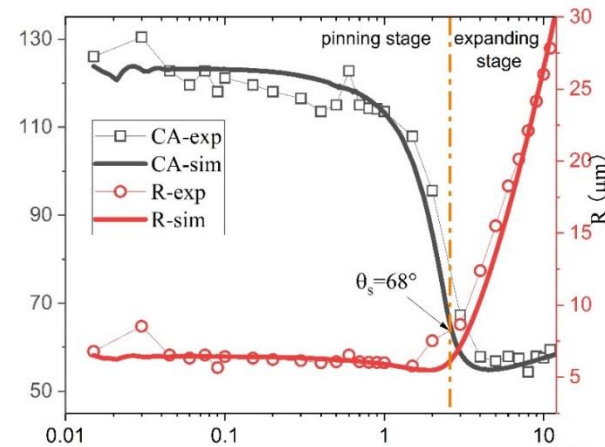 pinning stage
expanding stage
130
110
90
70
50
CA-exp
CA-sim
R-exp
R-sim
θs=68°
30
25
20
15
10
5
R (μm)
0.01
0.1
1
10